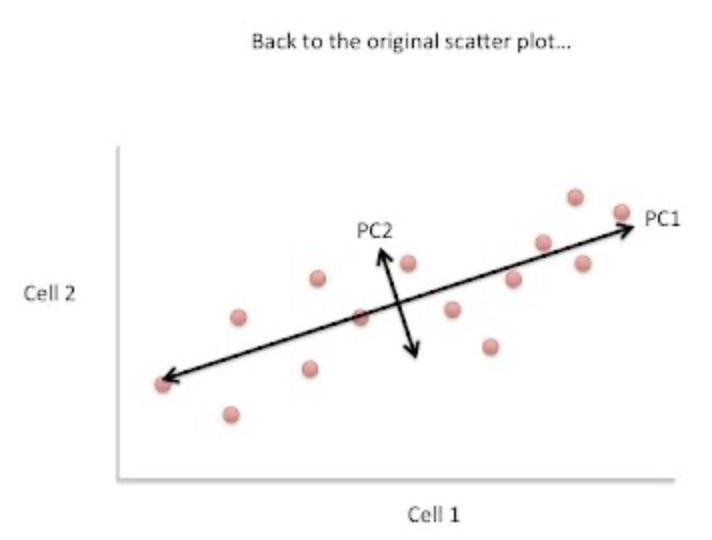 Back to the original scatter plot...
PC2
PC1
Cell 2
Cell 1